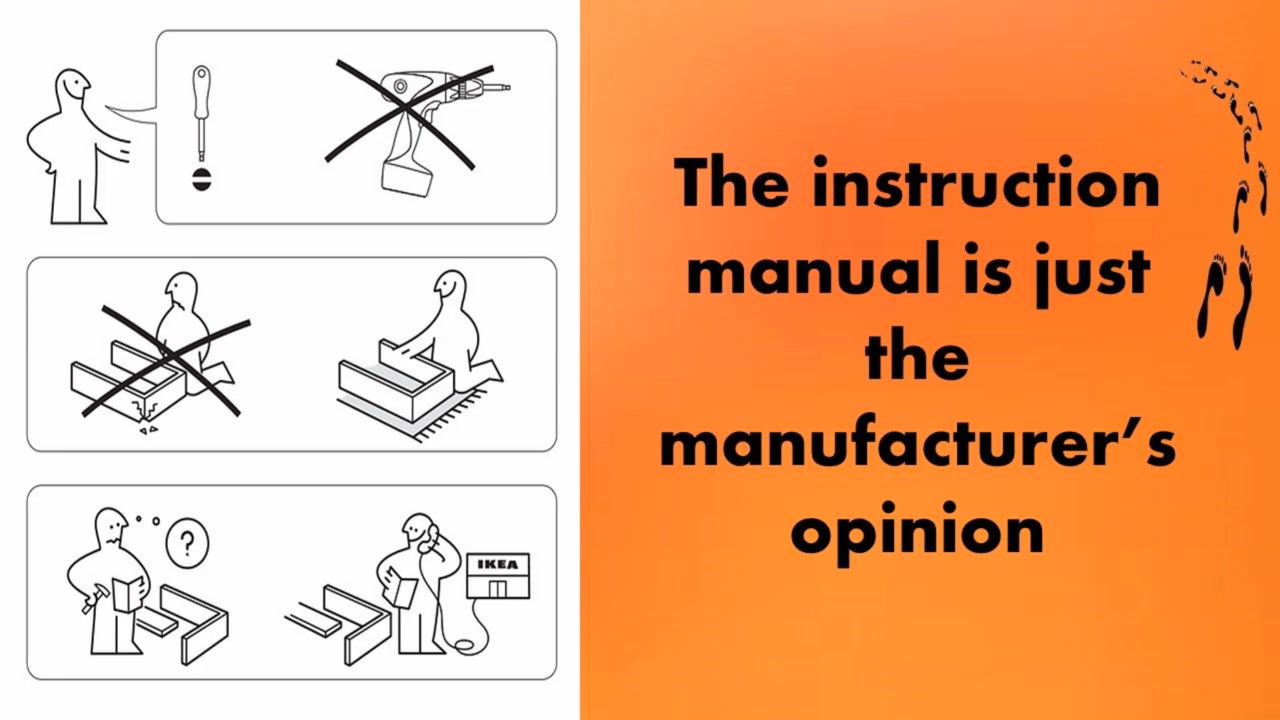 ?
IKEA
The instruction
manual is just
the
manufacturer’s
opinion